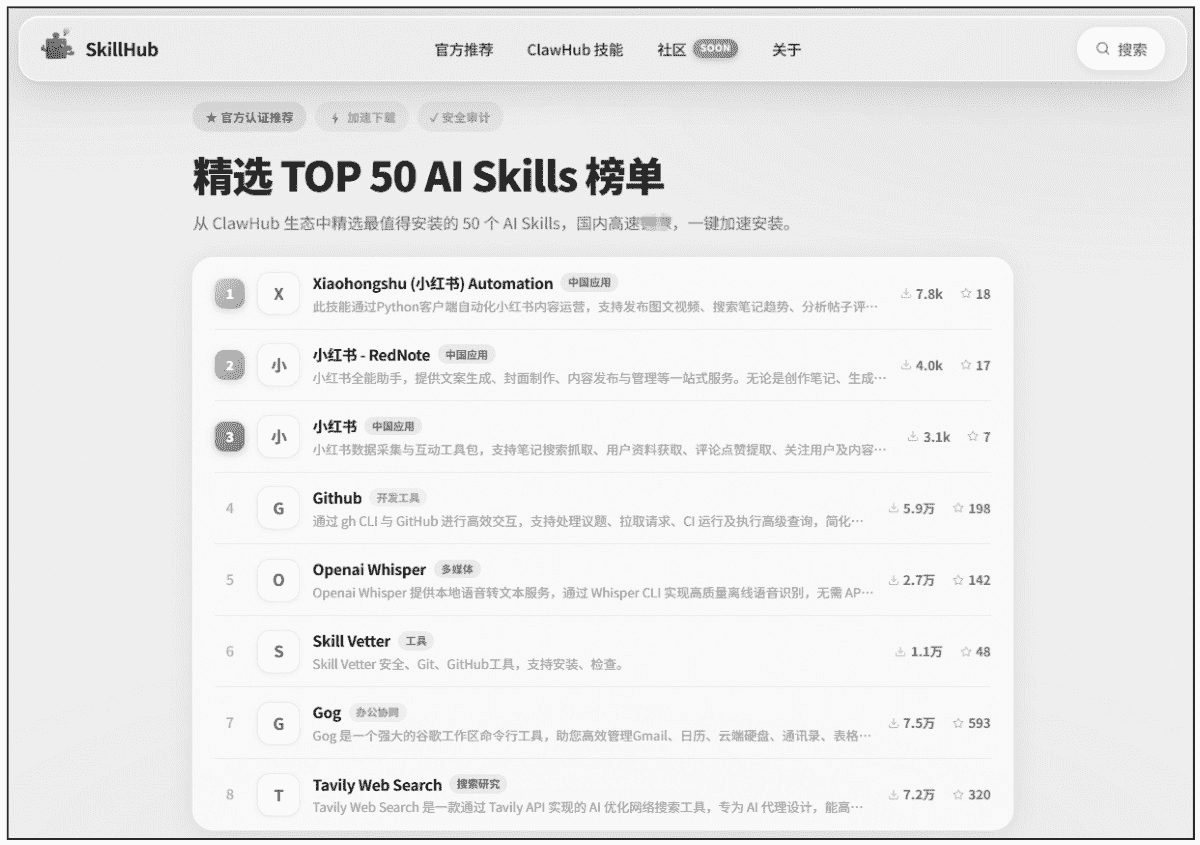 SkillHub 官方推荐 ClawHub 技能 社区 SOON 关于 搜索
★ 官方认证推荐 加速下载 ✓ 安全审计
精选 TOP 50 AI Skills 榜单
从 ClawHub 生态中精选最值得安装的 50 个 AI Skills，国内高速，一键加速安装。
1 X Xiaohongshu (小红书) Automation 中国应用 7.8k 18
此技能通过Python客户端自动化小红书内容运营，支持发布图文视频、搜索笔记趋势、分析帖子评…
2 小 小红书 - RedNote 中国应用 4.0k 17
小红书全能助手，提供文案生成、封面制作、内容发布与管理等一站式服务。无论是创作笔记、生成…
3 小 小红书 中国应用 3.1k 7
小红书数据采集与互动工具包，支持笔记搜索抓取、用户资料获取、评论点赞提取、关注用户及内容…
4 G Github 开发工具 5.9万 198
通过 gh CLI 与 GitHub 进行高效交互，支持处理议题、拉取请求、CI 运行及执行高级查询，简化…
5 O Openai Whisper 多媒体 2.7万 142
Openai Whisper 提供本地语音转文本服务，通过 Whisper CLI 实现高质量离线语音识别，无需 AP…
6 S Skill Vetter 工具 1.1万 48
Skill Vetter 安全、Git、GitHub工具，支持安装、检查。
7 G Gog 办公协同 7.5万 593
Gog 是一个强大的谷歌工作区命令行工具，助您高效管理Gmail、日历、云端硬盘、通讯录、表格…
8 T Tavily Web Search 搜索研究 7.2万 320
Tavily Web Search 是一款通过 Tavily API 实现的 AI 优化网络搜索工具，专为 AI 代理设计，能高…